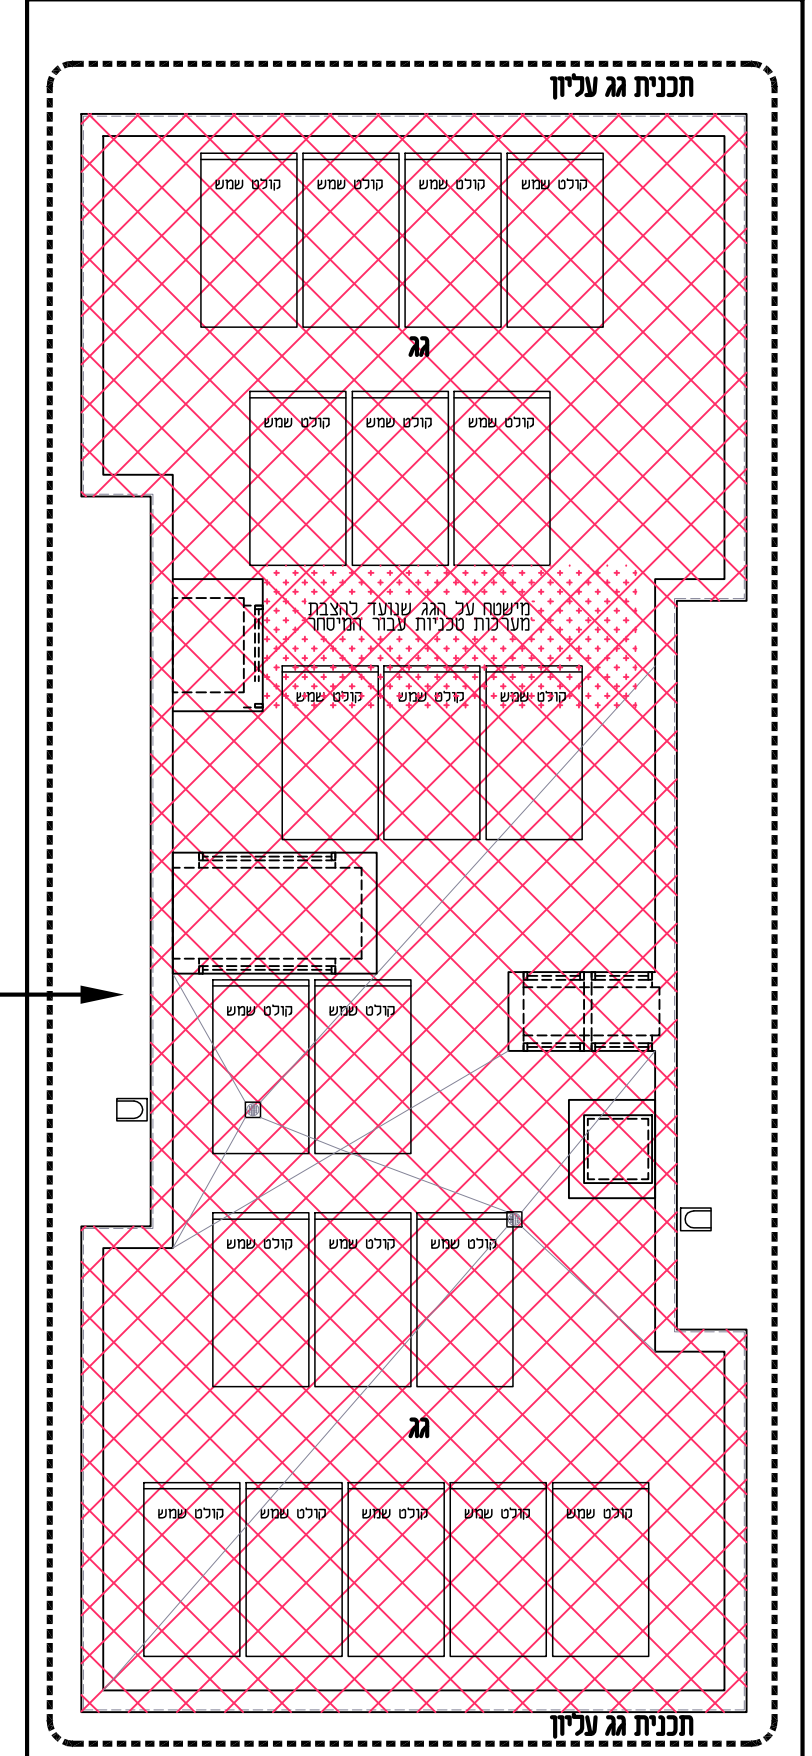 תכנית גג עליון
קולט שמש קולט שמש קולט שמש קולט שמש
גג
קולט שמש קולט שמש קולט שמש
מישטח על הגג שנועד להצבת
מערכות טכניות עבור המיסחר
קולט שמש קולט שמש קולט שמש
קולט שמש קולט שמש
קולט שמש קולט שמש קולט שמש
גג
קולט שמש קולט שמש קולט שמש קולט שמש קולט שמש
תכנית גג עליון